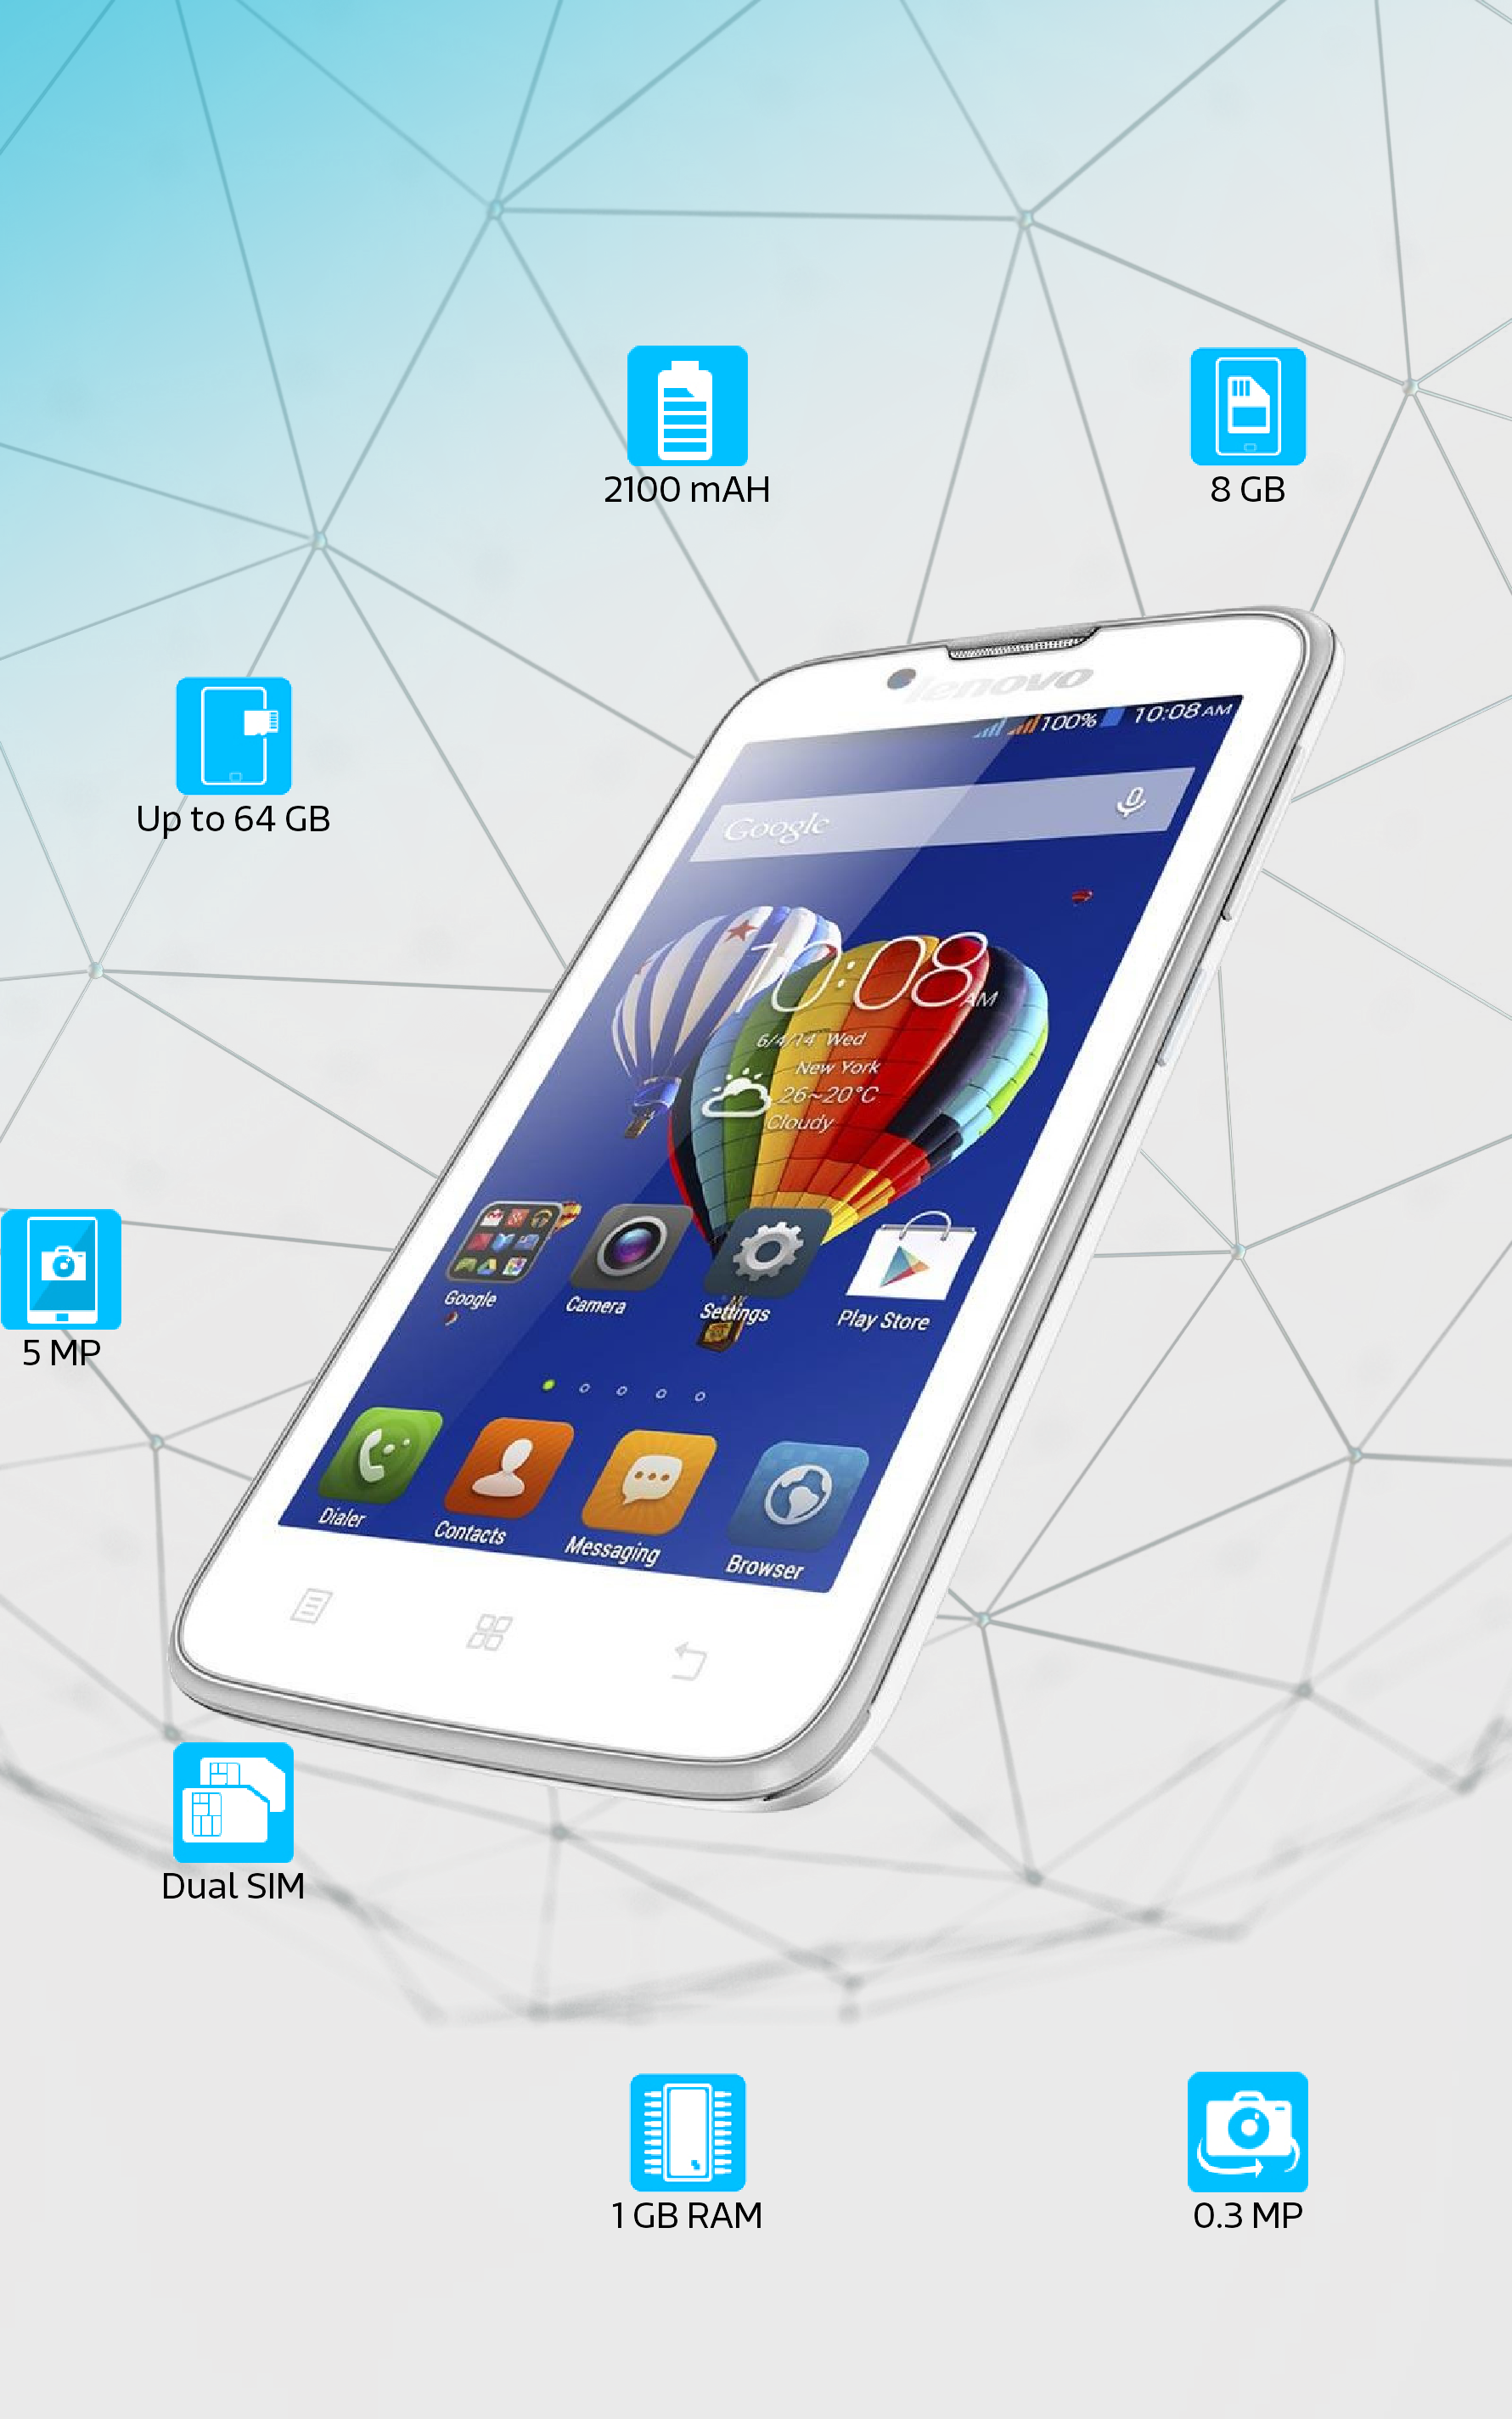 2100 mAH
8 GB
Up to 64 GB
lenovo
100% 10:08 AM
Google
10:08 AM
6/4/14 Wed
New York
26~20°C
Cloudy
Google Camera Settings Play Store
5 MP
Dialer Contacts Messaging Browser
Dual SIM
1 GB RAM
0.3 MP